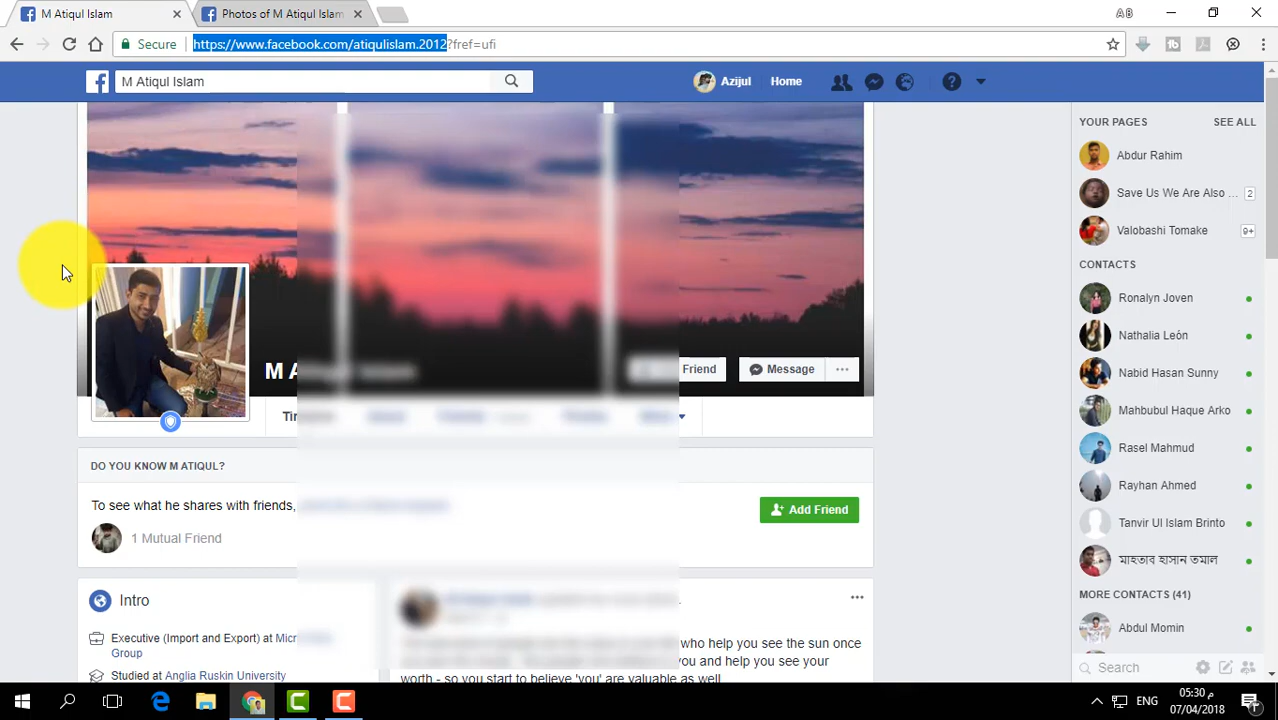 M Atiqul Islam
Photos of M Atiqul Islam
AB
Secure
https://www.facebook.com/atiqulislam.2012?fref=ufi
M Atiqul Islam
Azijul
Home
M A
Friend
Message
Tim
DO YOU KNOW M ATIQUL?
To see what he shares with friends,
Add Friend
1 Mutual Friend
Intro
Executive (Import and Export) at Micr
Group
Studied at Anglia Ruskin University
who help you see the sun once
you and help you see your
worth - so you start to believe 'you' are valuable as well.
YOUR PAGES
SEE ALL
Abdur Rahim
Save Us We Are Also ...
2
Valobashi Tomake
9+
CONTACTS
Ronalyn Joven
Nathalia León
Nabid Hasan Sunny
Mahbubul Haque Arko
Rasel Mahmud
Rayhan Ahmed
Tanvir Ul Islam Brinto
মাহতাব হাসান তমাল
MORE CONTACTS (41)
Abdul Momin
Search
ENG
05:30 م
07/04/2018